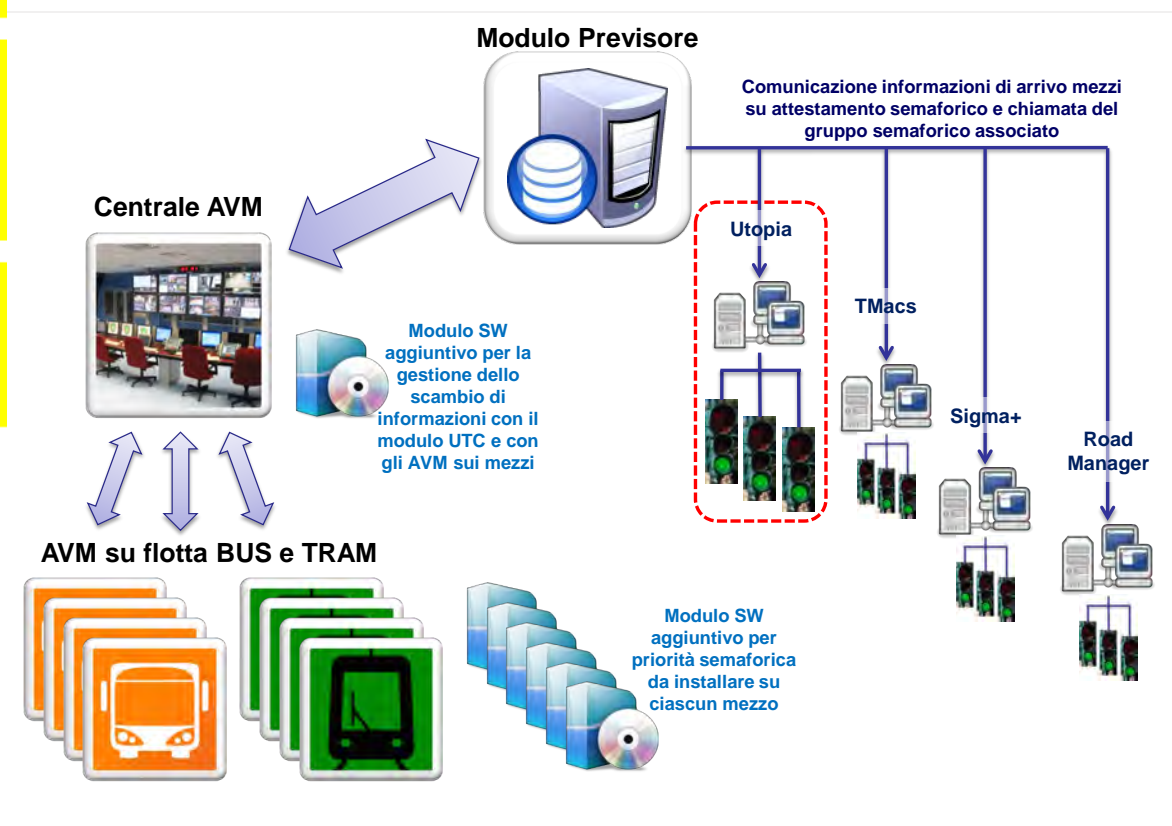 Modulo Previsore
Comunicazione informazioni di arrivo mezzi
su attestamento semaforico e chiamata del
gruppo semaforico associato
Centrale AVM
Utopia
TMacs
Sigma+
Road
Manager
Modulo SW
aggiuntivo per la
gestione dello
scambio di
informazioni con il
modulo UTC e con
gli AVM sui mezzi
AVM su flotta BUS e TRAM
Modulo SW
aggiuntivo per
priorità semaforica
da installare su
ciascun mezzo